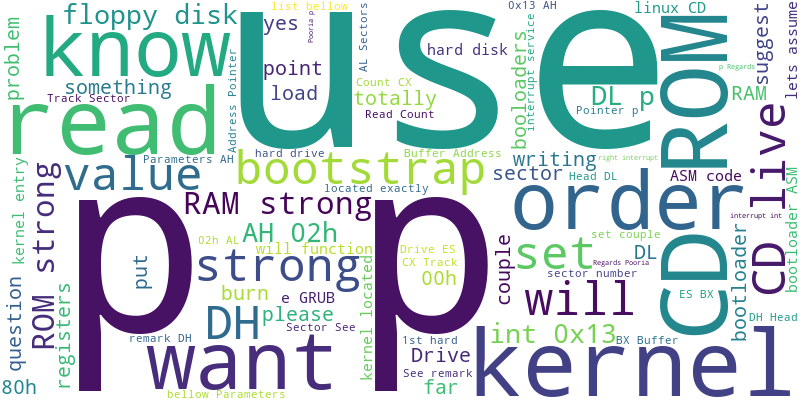 list bellow
0x13 AH
linux CD
floppy disk
yes
Pooria p
AL Sectors
use
know
problem
hard disk
interrupt service
suggest
lets assume
something
point
Address Pointer
Count CX
booloaders
ROM
p Regards
load
totally
DL p
RAM
read
Track Sector
Read Count
Pointer p
Parameters AH
hard drive
Buffer Address
writing
right interrupt
bootstrap
value
sector
Head DL
ASM code
CD live
kernel entry
ROM strong
located exactly
RAM strong
order
p p
AH 02h
set couple
interrupt int
02h AL
will function
Drive ES
set
DL
bootloader
bootloader ASM
strong
CX Track
00h
couple
Regards Pooria
sector number
CD
put
question
registers
burn
e GRUB
kernel located
will
ES BX
DH
please
Sector See
int 0x13
DH Head
remark DH
want
1st hard
Drive
BX Buffer
kernel
See remark
80h
far
bellow Parameters